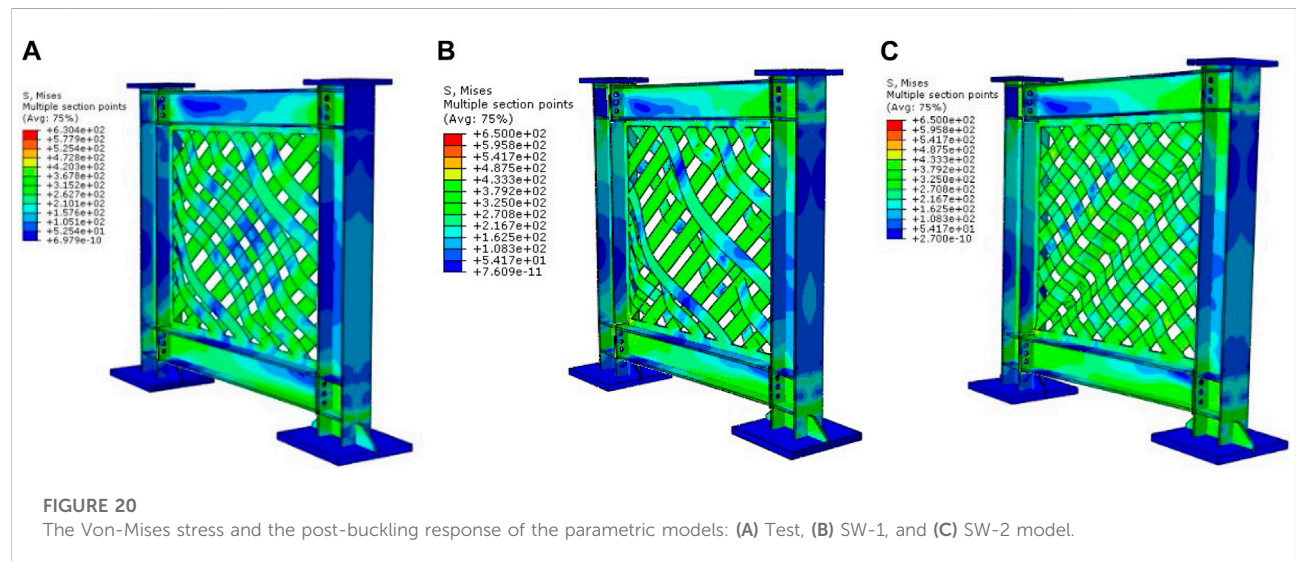 A
S, Mises
Multiple section points
(Avg: 75%)
+6.304e+02
+5.779e+02
+5.254e+02
+4.728e+02
+4.203e+02
+3.678e+02
+3.152e+02
+2.627e+02
+2.101e+02
+1.576e+02
+1.051e+02
+5.254e+01
+6.979e-10
B
S, Mises
Multiple section points
(Avg: 75%)
+6.500e+02
+5.958e+02
+5.417e+02
+4.875e+02
+4.333e+02
+3.792e+02
+3.250e+02
+2.708e+02
+2.167e+02
+1.625e+02
+1.083e+02
+5.417e+01
+7.609e-11
C
S, Mises
Multiple section points
(Avg: 75%)
+6.500e+02
+5.958e+02
+5.417e+02
+4.875e+02
+4.333e+02
+3.792e+02
+3.250e+02
+2.708e+02
+2.167e+02
+1.625e+02
+1.083e+02
+5.417e+01
+2.700e-10
FIGURE 20
The Von-Mises stress and the post-buckling response of the parametric models: (A) Test, (B) SW-1, and (C) SW-2 model.